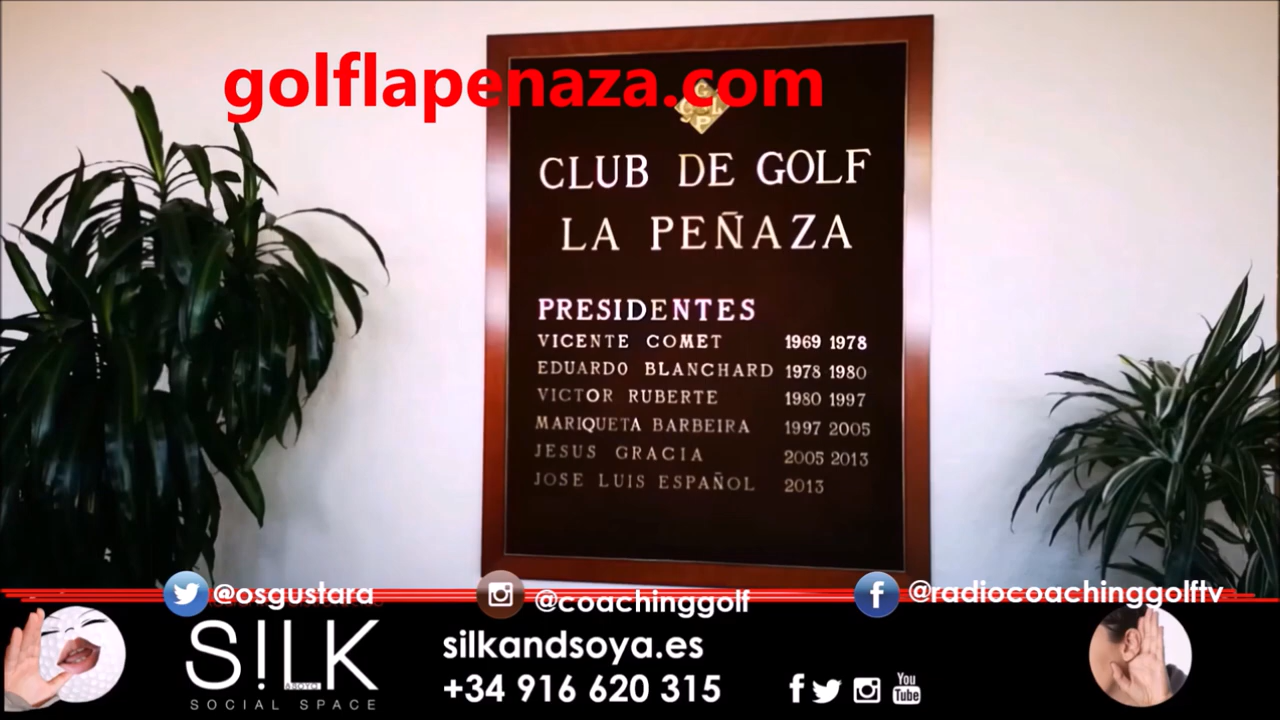 golflapenaza.com
CLUB DE GOLF
LA PEÑAZA
PRESIDENTES
VICENTE COMET 1969 1978
EDUARDO BLANCHARD 1978 1980
VICTOR RUBERTE 1980 1997
MARIQUETA BARBEIRA 1997 2005
JESUS GRACIA 2005 2013
JOSE LUIS ESPAÑOL 2013
@osgustara @coachinggolf @radiocoachinggolftv
S!LK
SOCIAL SPACE
silkandsoya.es
+34 916 620 315
You
Tube